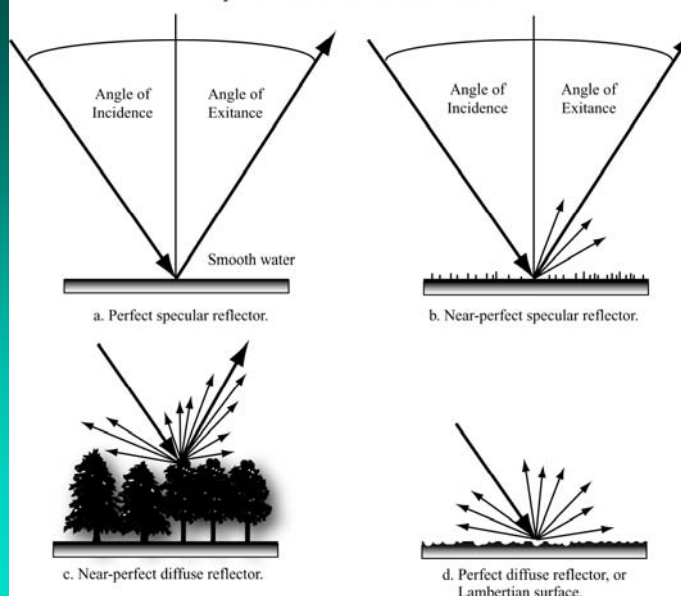 Angle of
Incidence
Angle of
Exitance
Smooth water
a. Perfect specular reflector.
Angle of
Incidence
Angle of
Exitance
b. Near-perfect specular reflector.
c. Near-perfect diffuse reflector.
d. Perfect diffuse reflector, or
Lambertian surface.